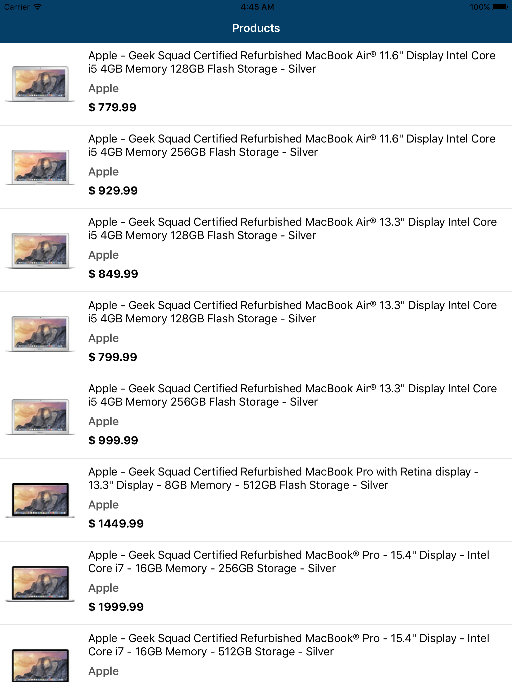 Carrier 4:45 AM 100%
Products
Apple - Geek Squad Certified Refurbished MacBook Air® 11.6" Display Intel Core
i5 4GB Memory 128GB Flash Storage - Silver
Apple
$ 779.99
Apple - Geek Squad Certified Refurbished MacBook Air® 11.6" Display Intel Core
i5 4GB Memory 256GB Flash Storage - Silver
Apple
$ 929.99
Apple - Geek Squad Certified Refurbished MacBook Air® 13.3" Display Intel Core
i5 4GB Memory 128GB Flash Storage - Silver
Apple
$ 849.99
Apple - Geek Squad Certified Refurbished MacBook Air® 13.3" Display Intel Core
i5 4GB Memory 128GB Flash Storage - Silver
Apple
$ 799.99
Apple - Geek Squad Certified Refurbished MacBook Air® 13.3" Display Intel Core
i5 4GB Memory 256GB Flash Storage - Silver
Apple
$ 999.99
Apple - Geek Squad Certified Refurbished MacBook Pro with Retina display -
13.3" Display - 8GB Memory - 512GB Flash Storage - Silver
Apple
$ 1449.99
Apple - Geek Squad Certified Refurbished MacBook® Pro - 15.4" Display - Intel
Core i7 - 16GB Memory - 256GB Storage - Silver
Apple
$ 1999.99
Apple - Geek Squad Certified Refurbished MacBook® Pro - 15.4" Display - Intel
Core i7 - 16GB Memory - 512GB Storage - Silver
Apple